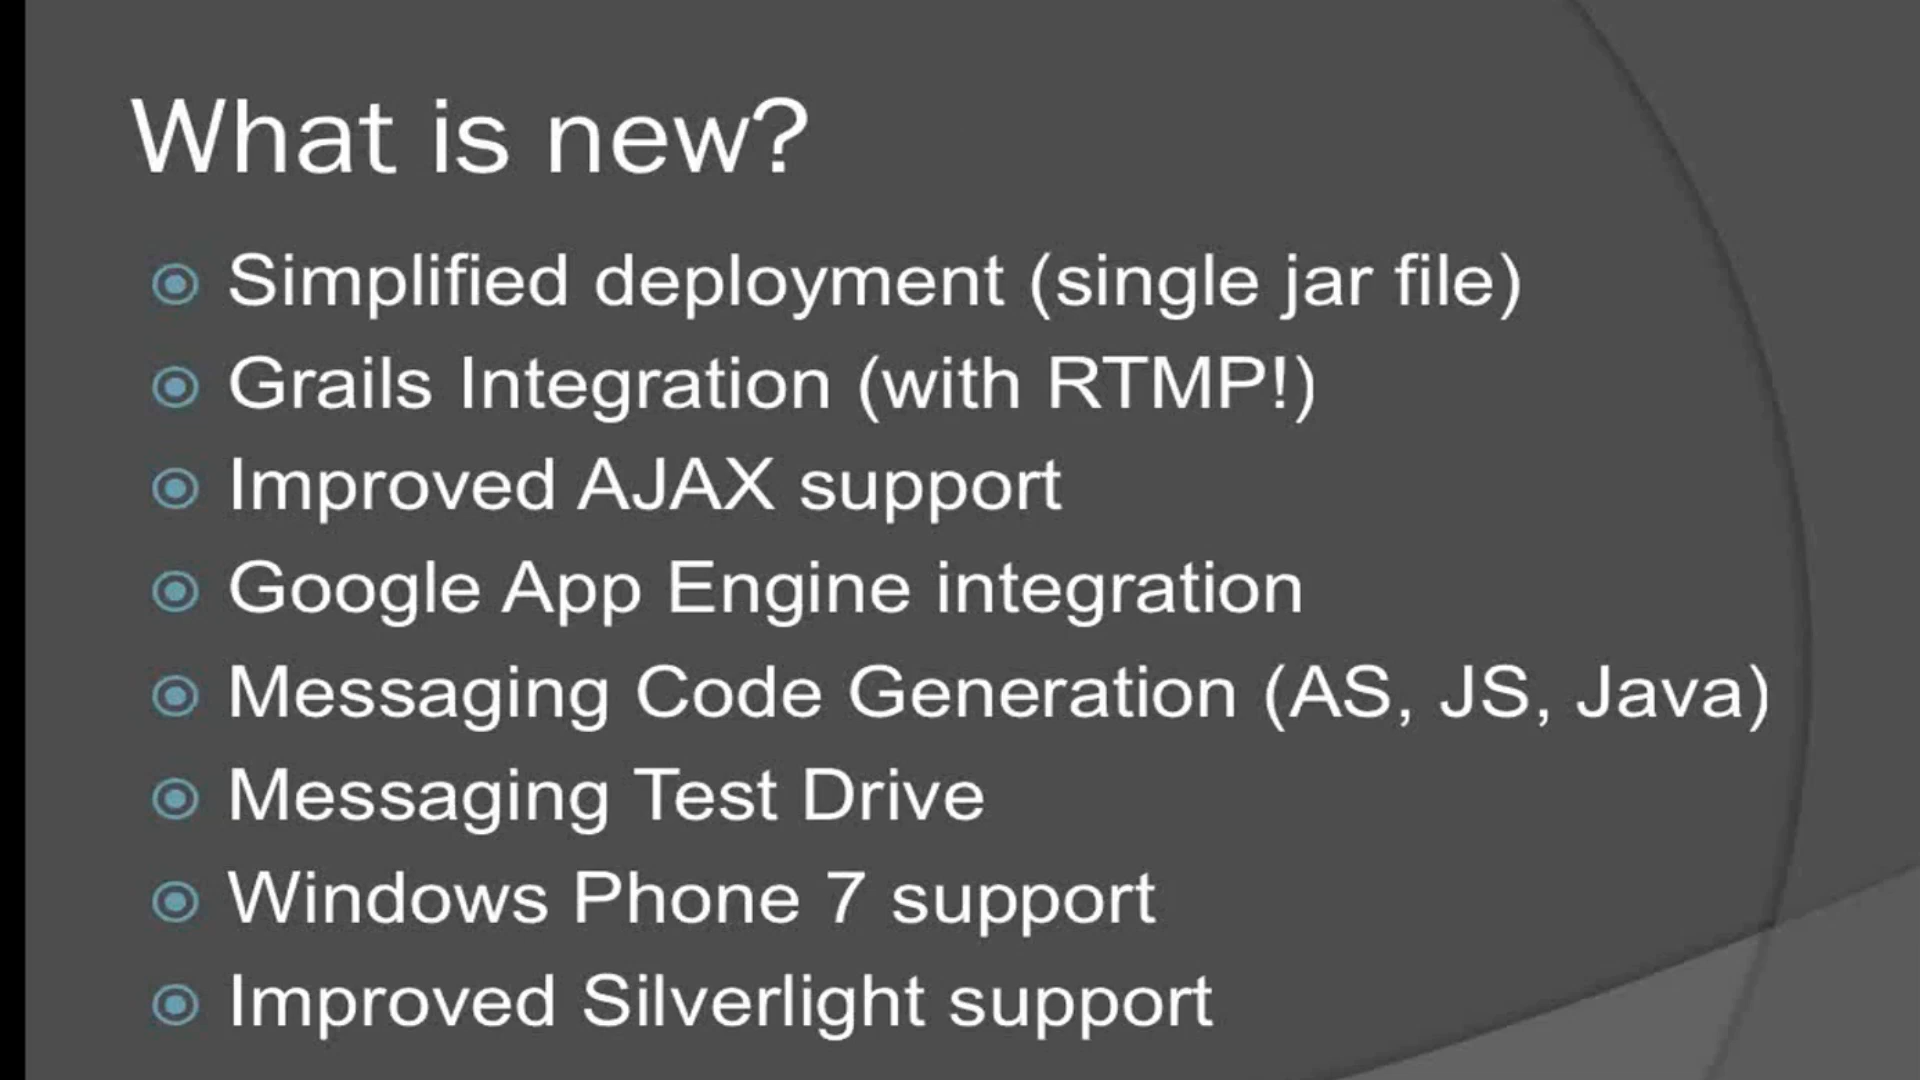 What is new?
Simplified deployment (single jar file)
Grails Integration (with RTMP!)
Improved AJAX support
Google App Engine integration
Messaging Code Generation (AS, JS, Java)
Messaging Test Drive
Windows Phone 7 support
Improved Silverlight support